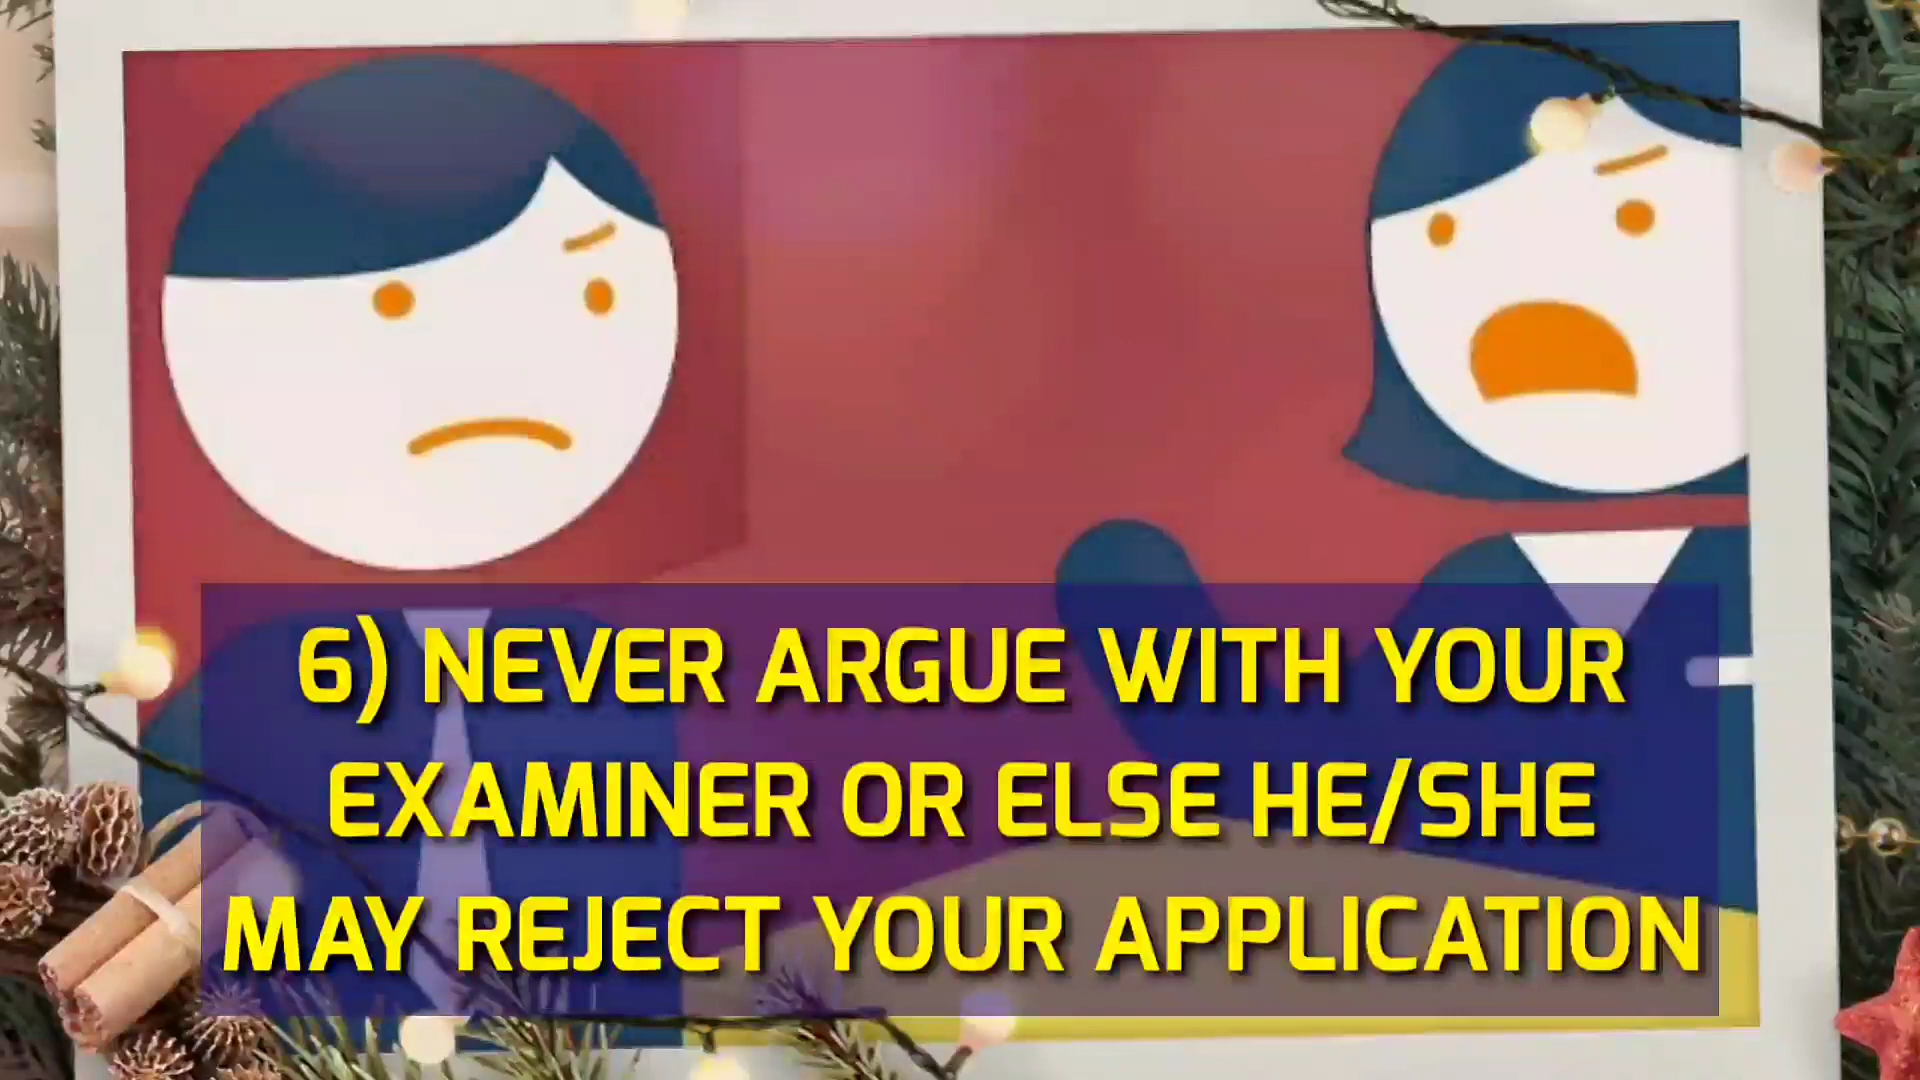 6) NEVER ARGUE WITH YOUR
EXAMINER OR ELSE HE/SHE
MAY REJECT YOUR APPLICATION